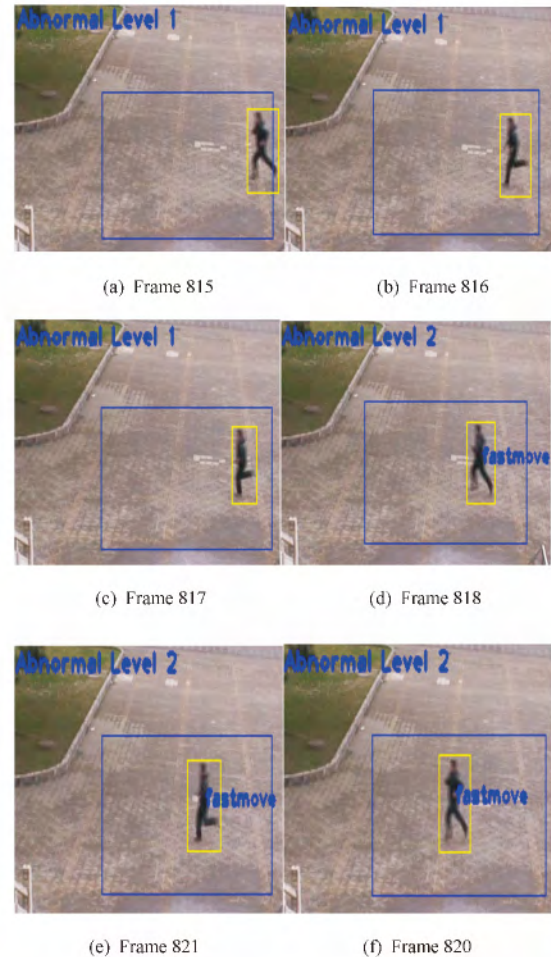 Abnormal Level 1
Abnormal Level 1
(a) Frame 815
(b) Frame 816
Abnormal Level 1
Abnormal Level 2
fastmove
(c) Frame 817
(d) Frame 818
Abnormal Level 2
Abnormal Level 2
fastmove
fastmove
(e) Frame 821
(f) Frame 820